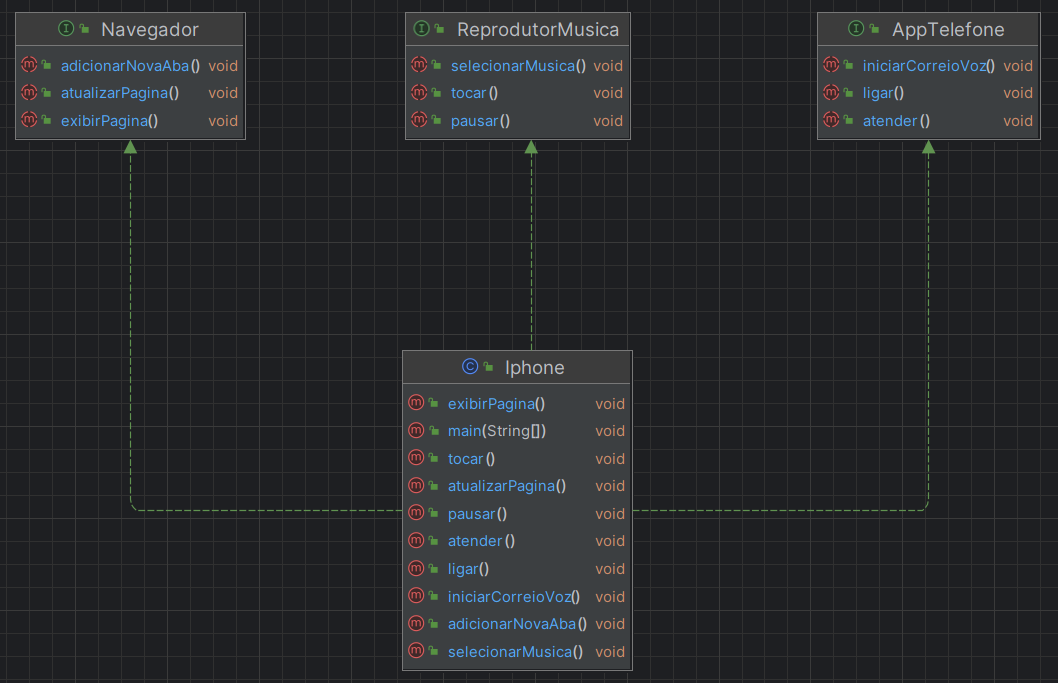 Navegador
adicionarNovaAba() void
atualizarPagina() void
exibirPagina() void
ReprodutorMusica
selecionarMusica() void
tocar() void
pausar() void
AppTelefone
iniciarCorreioVoz() void
ligar() void
atender() void
Iphone
exibirPagina() void
main(String[]) void
tocar() void
atualizarPagina() void
pausar() void
atender() void
ligar() void
iniciarCorreioVoz() void
adicionarNovaAba() void
selecionarMusica() void